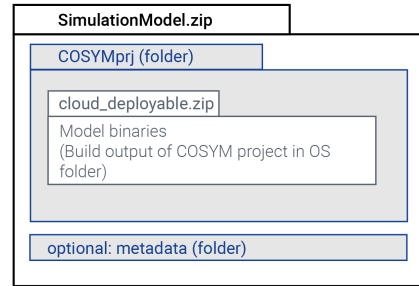 SimulationModel.zip
COSYMprj (folder)
cloud_deployable.zip
Model binaries
(Build output of COSYM project in OS
folder)
optional: metadata (folder)